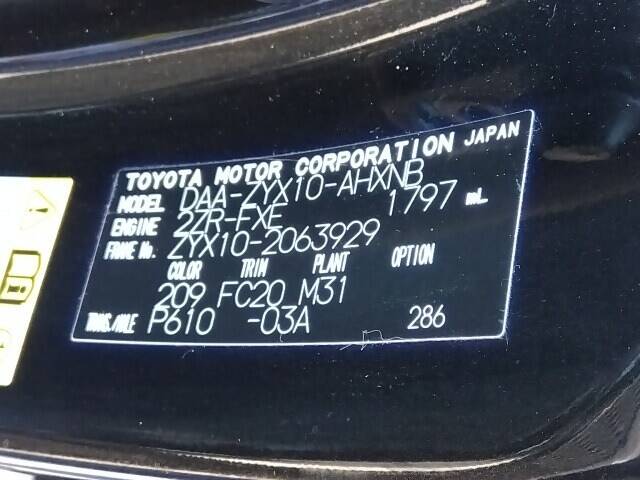 TOYOTA MOTOR CORPORATION JAPAN
MODEL DAA-ZYX10-AHXNB
ENGINE 2ZR-FXE 1797 mL
FRAME No. ZYX10-2063929
COLOR TRIM PLANT OPTION
209 FC20 M31
TRANS./AXLE P610 -03A 286